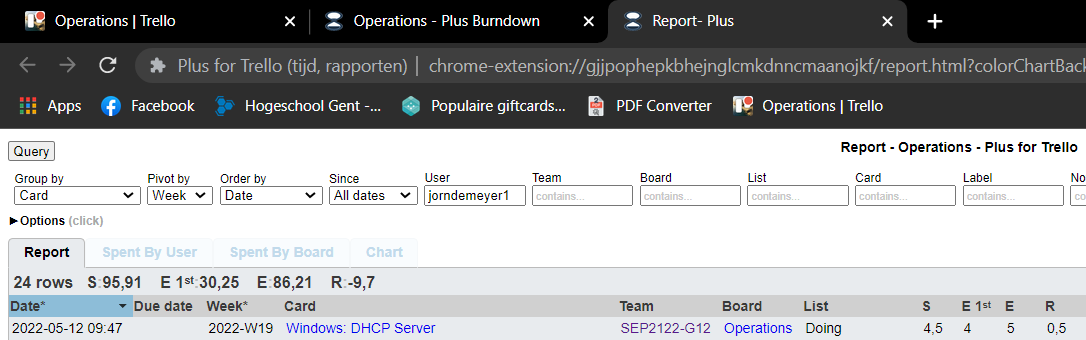 Operations | Trello
Operations - Plus Burndown
Report- Plus
Plus for Trello (tijd, rapporten) | chrome-extension://gjjpophepkbhejnglcmkdnncmaanojkf/report.html?colorChartBack
Apps Facebook Hogeschool Gent -... Populaire giftcards... PDF Converter Operations | Trello
Query
Report - Operations - Plus for Trello
Group by Pivot by Order by Since User Team Board List Card Label No
Card Week Date All dates jorndemeyer1 contains... contains... contains... contains... contains... co
►Options (click)
Report Spent By User Spent By Board Chart
24 rows S:95,91 E 1ˢᵗ:30,25 E:86,21 R:-9,7
Date* Due date Week* Card Team Board List S E 1ˢᵗ E R
2022-05-12 09:47 2022-W19 Windows: DHCP Server SEP2122-G12 Operations Doing 4,5 4 5 0,5